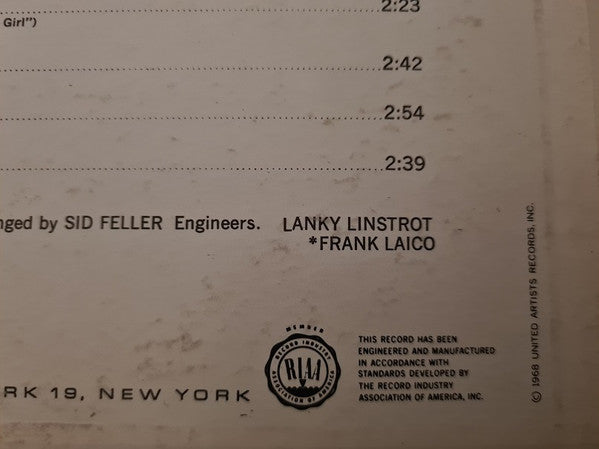 2:23
Girl")
2:42
2:54
2:39
nged by SID FELLER Engineers. LANKY LINSTROT
*FRANK LAICO
MEMBER
RECORD INDUSTRY
RIAA
ASSOCIATION OF AMERICA
THIS RECORD HAS BEEN
ENGINEERED AND MANUFACTURED
IN ACCORDANCE WITH
STANDARDS DEVELOPED BY
THE RECORD INDUSTRY
ASSOCIATION OF AMERICA, INC.
RK 19, NEW YORK
© 1968 UNITED ARTISTS RECORDS, INC.